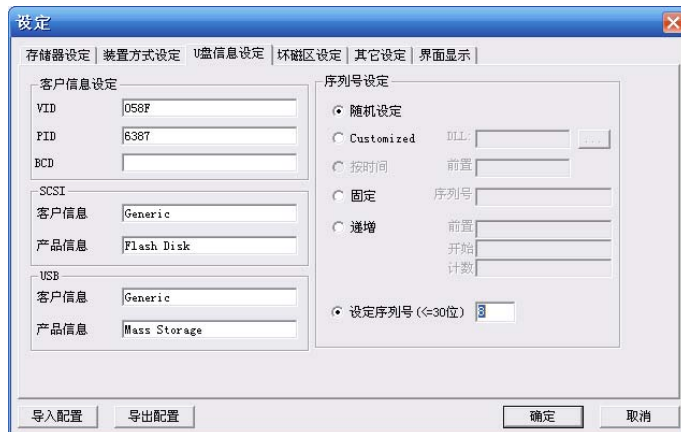 设定
存储器设定 装置方式设定 U盘信息设定 坏磁区设定 其它设定 界面显示
客户信息设定
VID 058F
PID 6387
BCD
SCSI
客户信息 Generic
产品信息 Flash Disk
USB
客户信息 Generic
产品信息 Mass Storage
序列号设定
随机设定
Customized DLL: ...
按时间 前置
固定 序列号
递增 前置
开始
计数
设定序列号(<=30位) 8
导入配置 导出配置 确定 取消